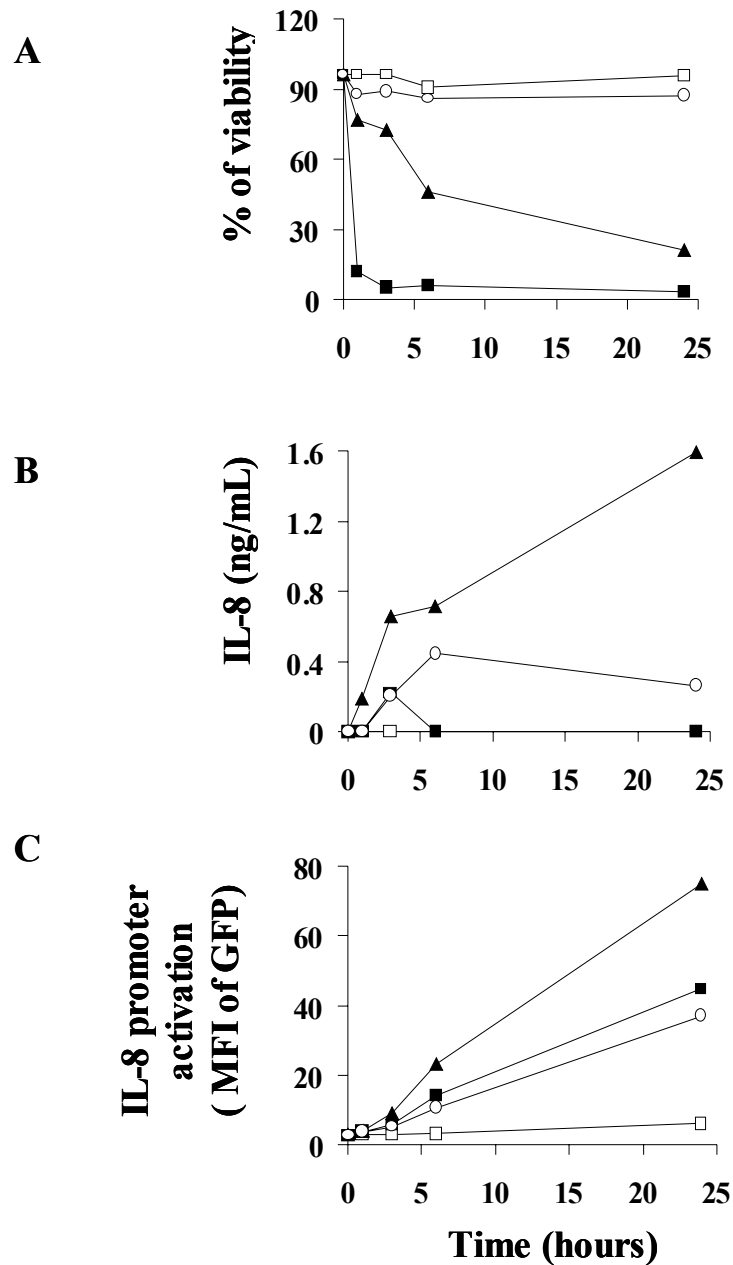 A
% of viability
120
90
60
30
0
0 5 10 15 20 25
B
IL-8 (ng/mL)
1.6
1.2
0.8
0.4
0
0 5 10 15 20 25
C
IL-8 promoter
activation
( MFI of GFP)
80
60
40
20
0
0 5 10 15 20 25
Time (hours)